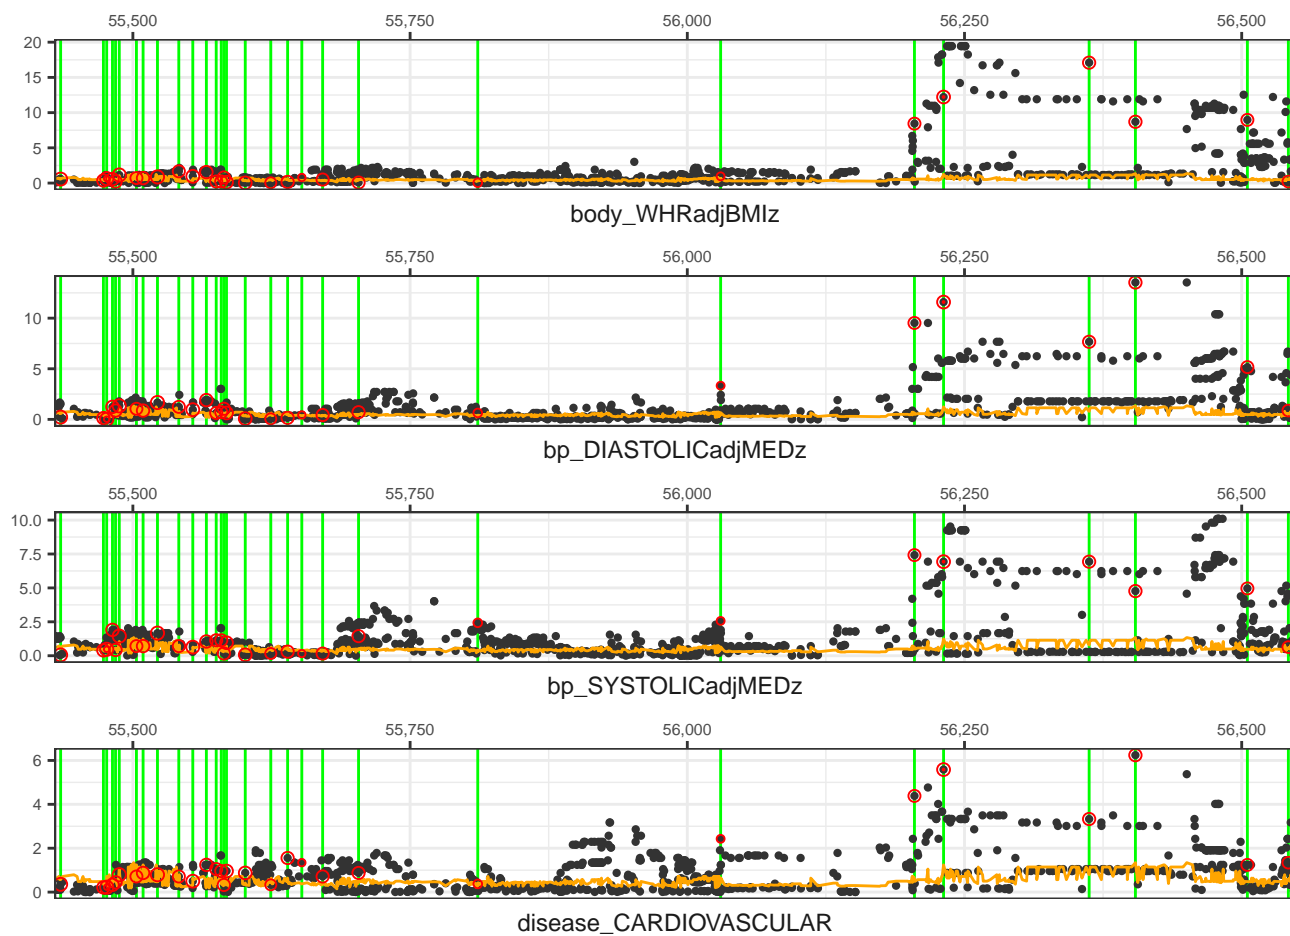 55,500 55,750 56,000 56,250 56,500
20
15
10
5
0
body_WHRadjBMIz
55,500 55,750 56,000 56,250 56,500
10
5
0
bp_DIASTOLICadjMEDz
55,500 55,750 56,000 56,250 56,500
10.0
7.5
5.0
2.5
0.0
bp_SYSTOLICadjMEDz
55,500 55,750 56,000 56,250 56,500
6
4
2
0
disease_CARDIOVASCULAR